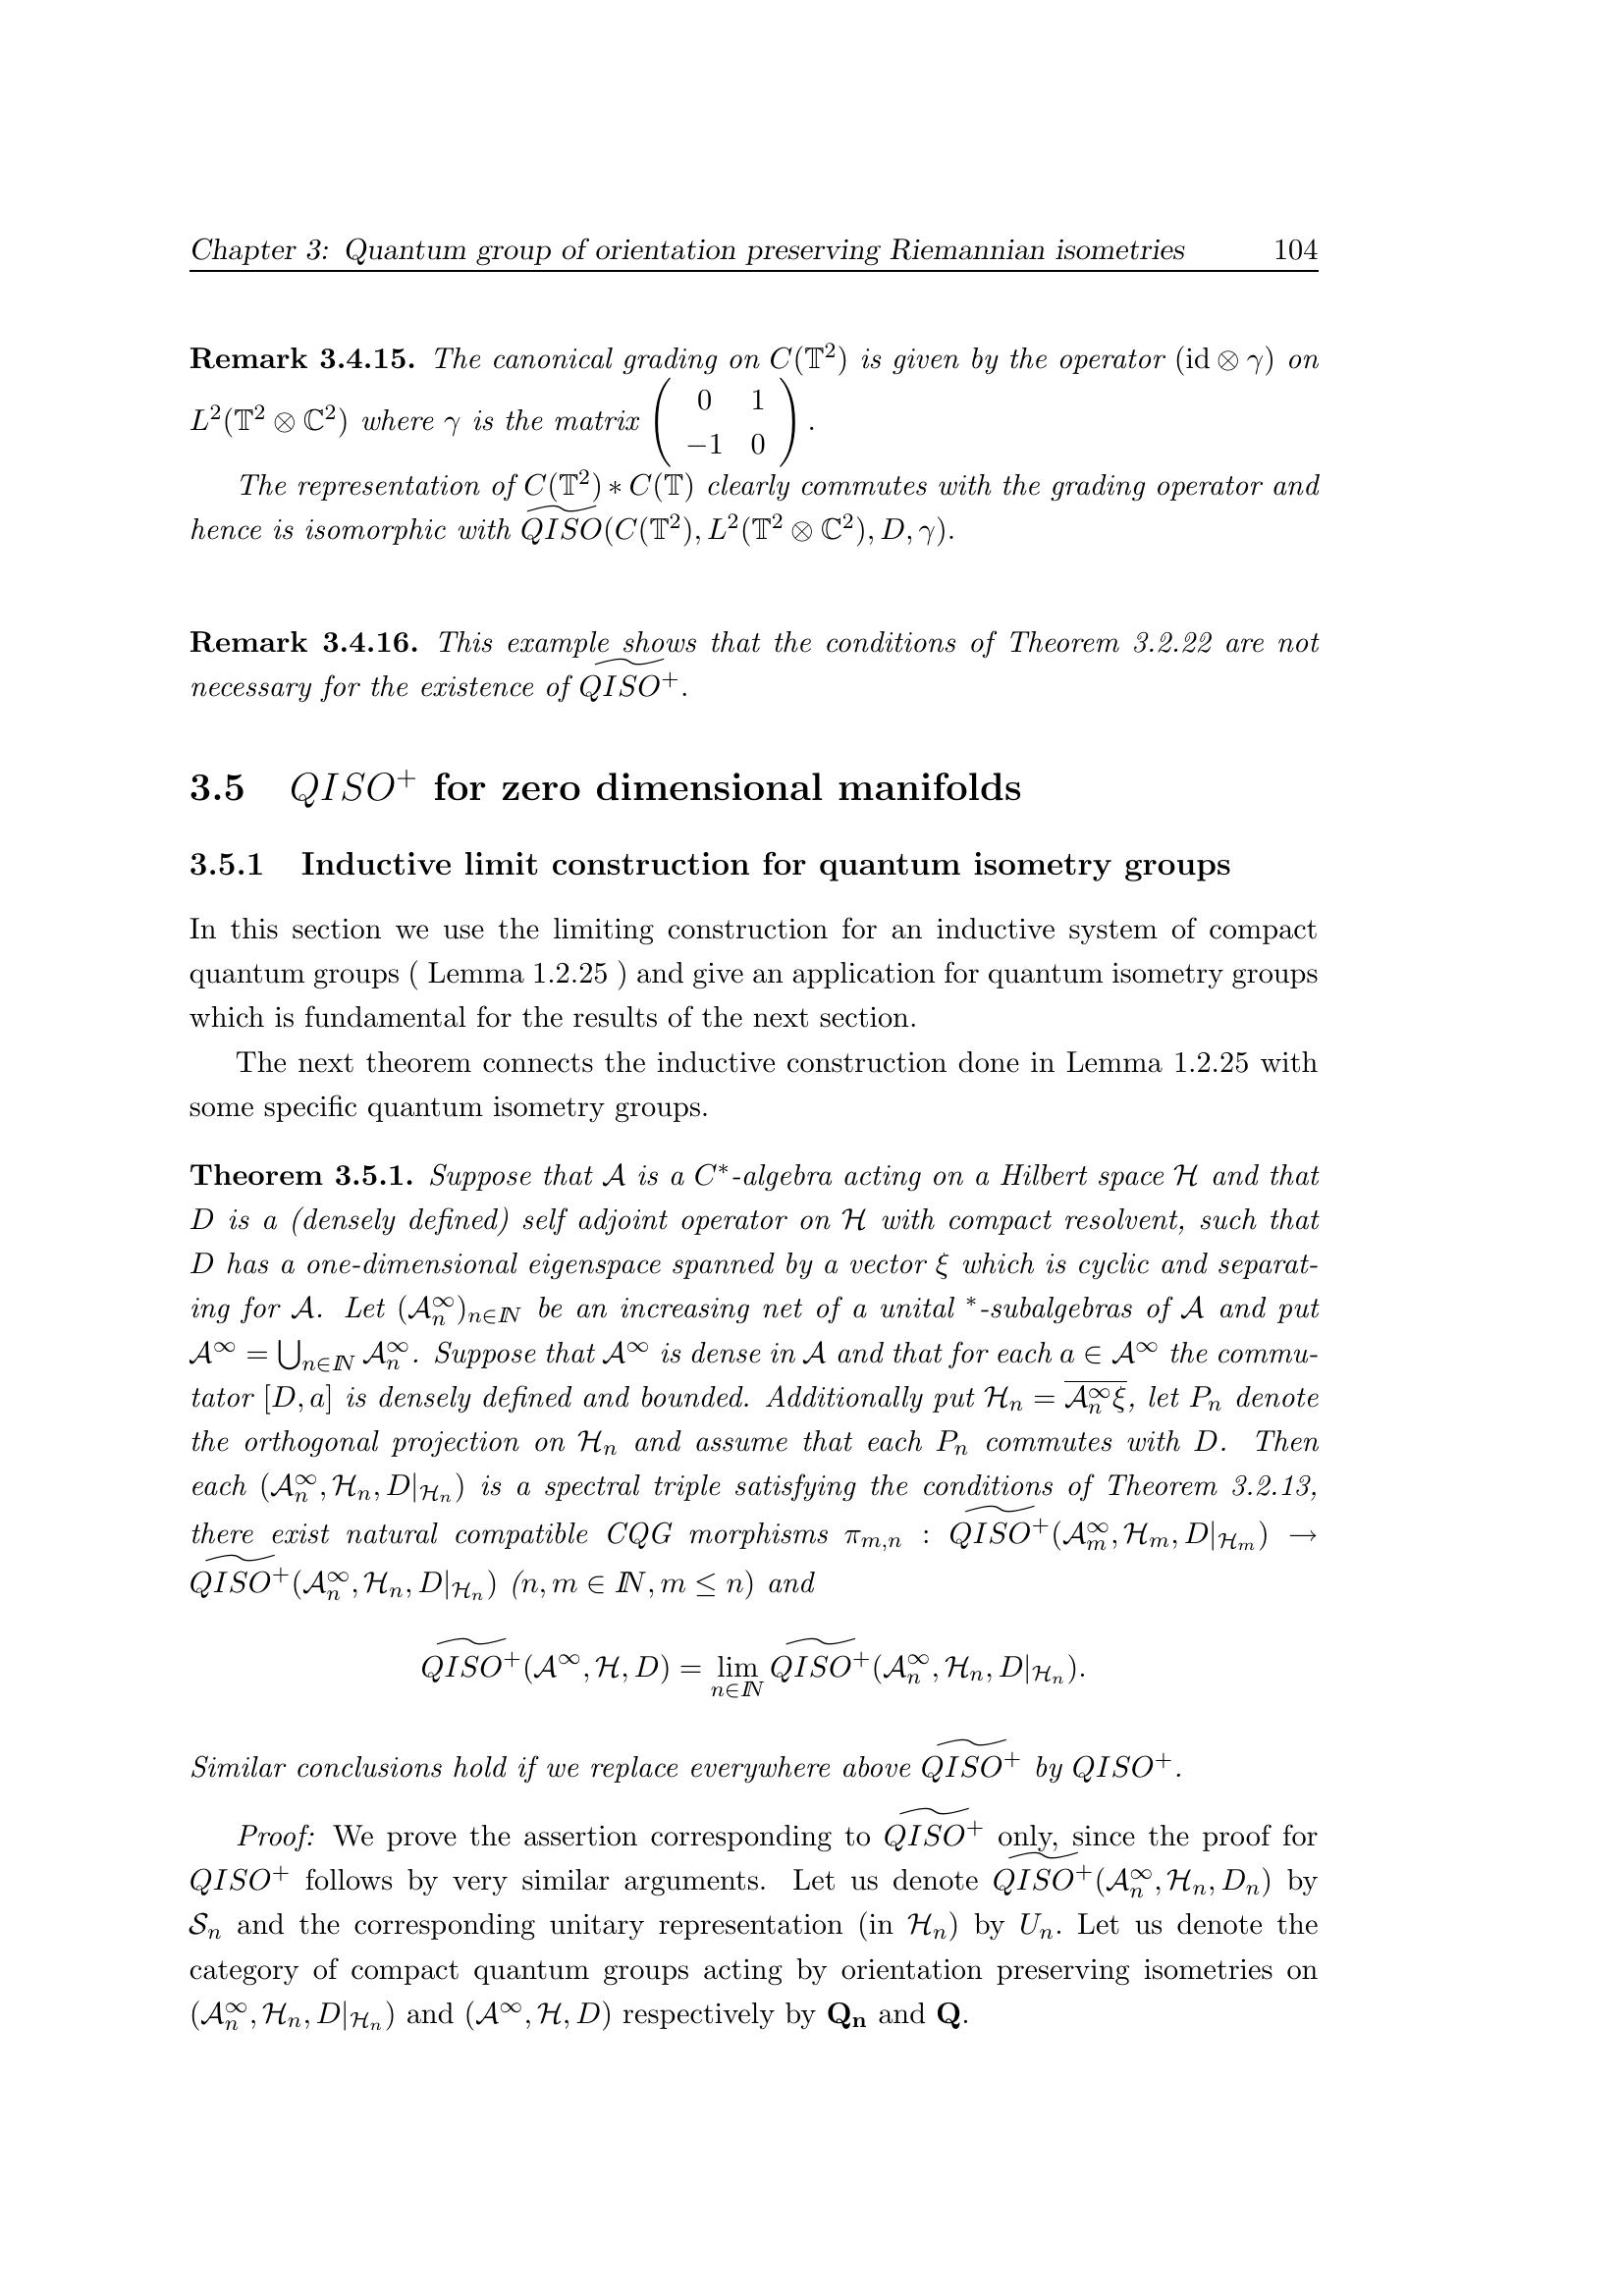 Chapter 3: Quantum group of orientation preserving Riemannian isometries 104
Remark 3.4.15. The canonical grading on $C(\mathbb{T}^2)$ is given by the operator $(\mathrm{id} \otimes \gamma)$ on
$L^2(\mathbb{T}^2 \otimes \mathbb{C}^2)$ where $\gamma$ is the matrix $\begin{pmatrix} 0 & 1 \\ -1 & 0 \end{pmatrix}$.
The representation of $C(\mathbb{T}^2) * C(\mathbb{T})$ clearly commutes with the grading operator and
hence is isomorphic with $\widetilde{QISO}(C(\mathbb{T}^2), L^2(\mathbb{T}^2 \otimes \mathbb{C}^2), D, \gamma)$.
Remark 3.4.16. This example shows that the conditions of Theorem 3.2.22 are not
necessary for the existence of $\widetilde{QISO^+}$.
3.5 $QISO^+$ for zero dimensional manifolds
3.5.1 Inductive limit construction for quantum isometry groups
In this section we use the limiting construction for an inductive system of compact
quantum groups ( Lemma 1.2.25 ) and give an application for quantum isometry groups
which is fundamental for the results of the next section.
The next theorem connects the inductive construction done in Lemma 1.2.25 with
some specific quantum isometry groups.
Theorem 3.5.1. Suppose that $\mathcal{A}$ is a $C^*$-algebra acting on a Hilbert space $\mathcal{H}$ and that
$D$ is a (densely defined) self adjoint operator on $\mathcal{H}$ with compact resolvent, such that
$D$ has a one-dimensional eigenspace spanned by a vector $\xi$ which is cyclic and separat-
ing for $\mathcal{A}$. Let $(\mathcal{A}_n^\infty)_{n \in I\!\!N}$ be an increasing net of a unital $^*$-subalgebras of $\mathcal{A}$ and put
$\mathcal{A}^\infty = \bigcup_{n \in I\!\!N} \mathcal{A}_n^\infty$. Suppose that $\mathcal{A}^\infty$ is dense in $\mathcal{A}$ and that for each $a \in \mathcal{A}^\infty$ the commu-
tator $[D, a]$ is densely defined and bounded. Additionally put $\mathcal{H}_n = \overline{\mathcal{A}_n^\infty \xi}$, let $P_n$ denote
the orthogonal projection on $\mathcal{H}_n$ and assume that each $P_n$ commutes with $D$. Then
each $(\mathcal{A}_n^\infty, \mathcal{H}_n, D|_{\mathcal{H}_n})$ is a spectral triple satisfying the conditions of Theorem 3.2.13,
there exist natural compatible CQG morphisms $\pi_{m,n} : \widetilde{QISO^+}(\mathcal{A}_m^\infty, \mathcal{H}_m, D|_{\mathcal{H}_m}) \to$
$\widetilde{QISO^+}(\mathcal{A}_n^\infty, \mathcal{H}_n, D|_{\mathcal{H}_n})$ $(n, m \in I\!\!N, m \leq n)$ and
$\widetilde{QISO^+}(\mathcal{A}^\infty, \mathcal{H}, D) = \lim_{n \in I\!\!N} \widetilde{QISO^+}(\mathcal{A}_n^\infty, \mathcal{H}_n, D|_{\mathcal{H}_n}).$
Similar conclusions hold if we replace everywhere above $\widetilde{QISO^+}$ by $QISO^+$.
Proof: We prove the assertion corresponding to $\widetilde{QISO^+}$ only, since the proof for
$QISO^+$ follows by very similar arguments. Let us denote $\widetilde{QISO^+}(\mathcal{A}_n^\infty, \mathcal{H}_n, D_n)$ by
$\mathcal{S}_n$ and the corresponding unitary representation (in $\mathcal{H}_n$) by $U_n$. Let us denote the
category of compact quantum groups acting by orientation preserving isometries on
$(\mathcal{A}_n^\infty, \mathcal{H}_n, D|_{\mathcal{H}_n})$ and $(\mathcal{A}^\infty, \mathcal{H}, D)$ respectively by $\mathbf{Q_n}$ and $\mathbf{Q}$.